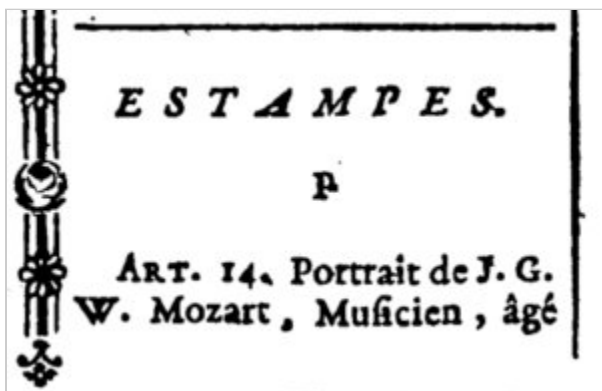 ESTAMPES.
P
ART. 14. Portrait de J. G.
W. Mozart, Muſicien, âgé